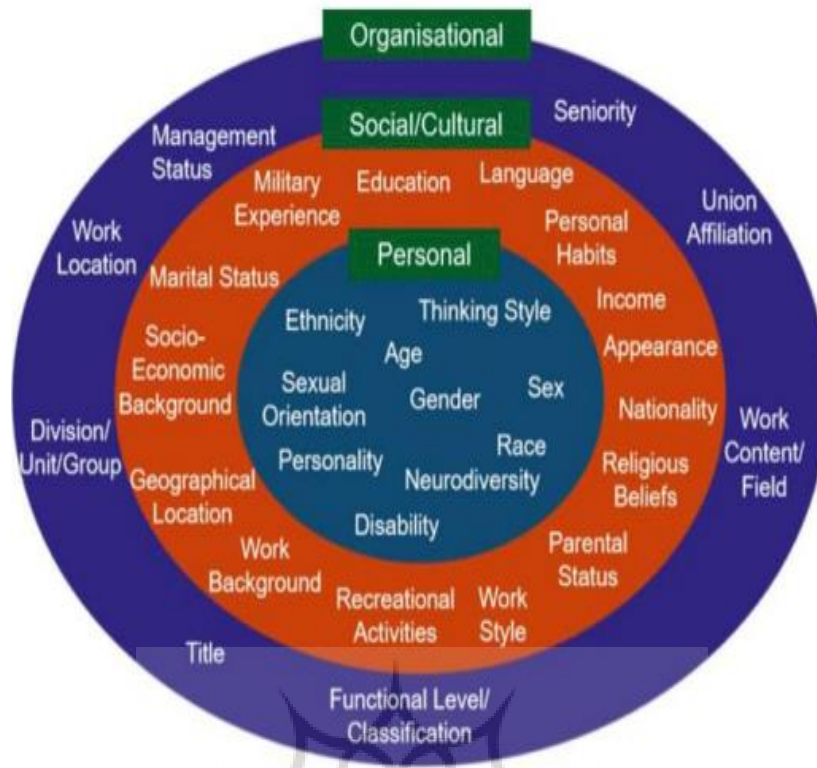 Organisational
Seniority
Management
Status
Union
Affiliation
Work
Location
Work
Content/
Field
Division/
Unit/Group
Title
Functional Level/
Classification
Social/Cultural
Military
Experience
Education
Language
Personal
Habits
Marital Status
Income
Appearance
Socio-
Economic
Background
Nationality
Religious
Beliefs
Geographical
Location
Parental
Status
Work
Background
Recreational
Activities
Work
Style
Personal
Ethnicity
Thinking Style
Age
Sexual
Orientation
Gender
Sex
Personality
Race
Neurodiversity
Disability